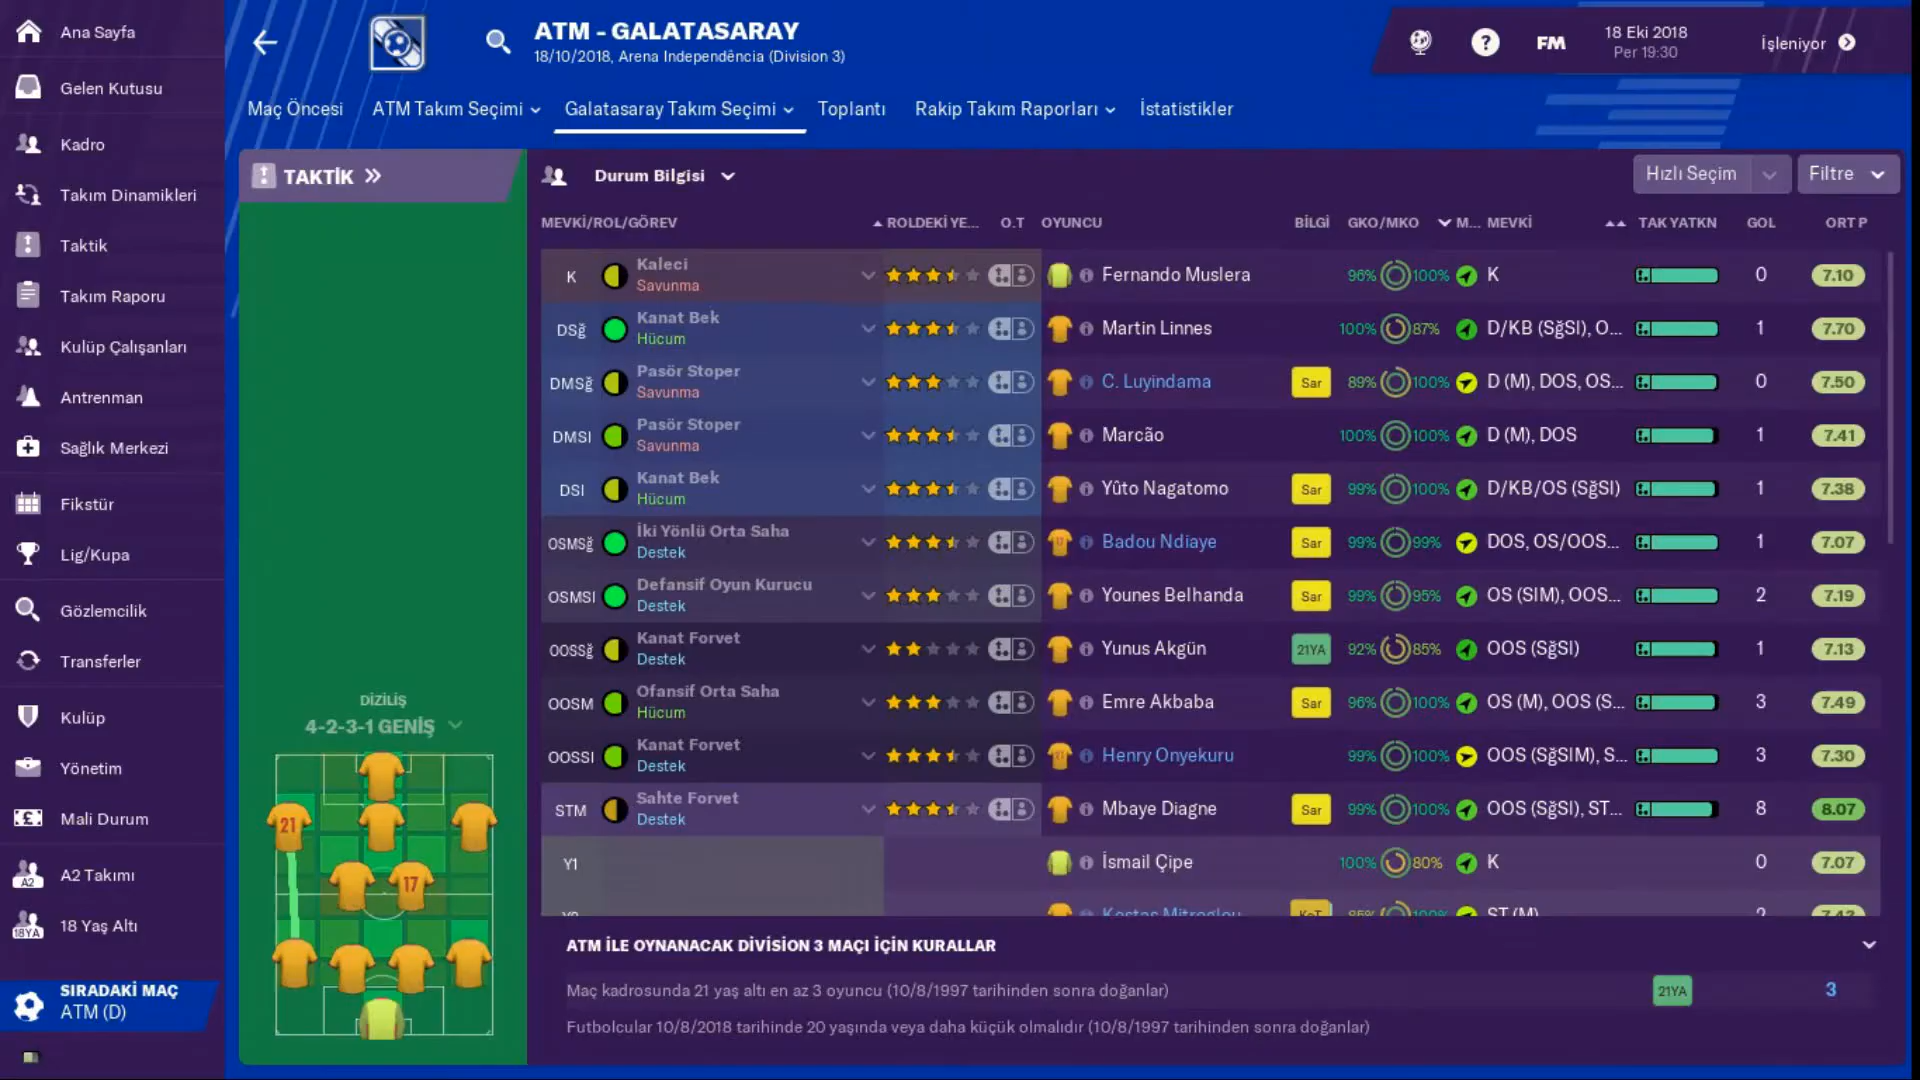 Ana Sayfa
Gelen Kutusu
Kadro
Takım Dinamikleri
Taktik
Takım Raporu
Kulüp Çalışanları
Antrenman
Sağlık Merkezi
Fikstür
Lig/Kupa
Gözlemcilik
Transferler
Kulüp
Yönetim
Mali Durum
A2 A2 Takımı
18YA 18 Yaş Altı
SIRADAKİ MAÇ
ATM (D)
ATM - GALATASARAY
18/10/2018, Arena Independência (Division 3)
FM
18 Eki 2018
Per 19:30
İşleniyor
Maç Öncesi ATM Takım Seçimi Galatasaray Takım Seçimi Toplantı Rakip Takım Raporları İstatistikler
TAKTİK
Durum Bilgisi
Hızlı Seçim Filtre
MEVKİ/ROL/GÖREV ROLDEKİ YE... O.T OYUNCU BİLGİ GKO/MKO M... MEVKİ TAK YATKN GOL ORT P
K Kaleci Savunma Fernando Muslera 96% 100% K 0 7.10
DSğ Kanat Bek Hücum Martin Linnes 100% 87% D/KB (SğSl), O... 1 7.70
DMSğ Pasör Stoper Savunma C. Luyindama Sar 89% 100% D (M), DOS, OS... 0 7.50
DMSl Pasör Stoper Savunma Marcão 100% 100% D (M), DOS 1 7.41
DSl Kanat Bek Hücum Yûto Nagatomo Sar 99% 100% D/KB/OS (SğSl) 1 7.38
OSMSğ İki Yönlü Orta Saha Destek Badou Ndiaye Sar 99% 99% DOS, OS/OOS... 1 7.07
OSMSl Defansif Oyun Kurucu Destek Younes Belhanda Sar 99% 95% OS (SlM), OOS... 2 7.19
OOSSğ Kanat Forvet Destek Yunus Akgün 21YA 92% 85% OOS (SğSl) 1 7.13
OOSM Ofansif Orta Saha Hücum Emre Akbaba Sar 96% 100% OS (M), OOS (S... 3 7.49
OOSSl Kanat Forvet Destek Henry Onyekuru 99% 100% OOS (SğSlM), S... 3 7.30
STM Sahte Forvet Destek Mbaye Diagne Sar 99% 100% OOS (SğSl), ST... 8 8.07
Y1 İsmail Çipe 100% 80% K 0 7.07
Kostas Mitroglou 85% 100% ST (M) 2
DİZİLİŞ
4-2-3-1 GENİŞ
21
17
ATM İLE OYNANACAK DİVİSİON 3 MAÇI İÇİN KURALLAR
Maç kadrosunda 21 yaş altı en az 3 oyuncu (10/8/1997 tarihinden sonra doğanlar) 21YA 3
Futbolcular 10/8/2018 tarihinde 20 yaşında veya daha küçük olmalıdır (10/8/1997 tarihinden sonra doğanlar)